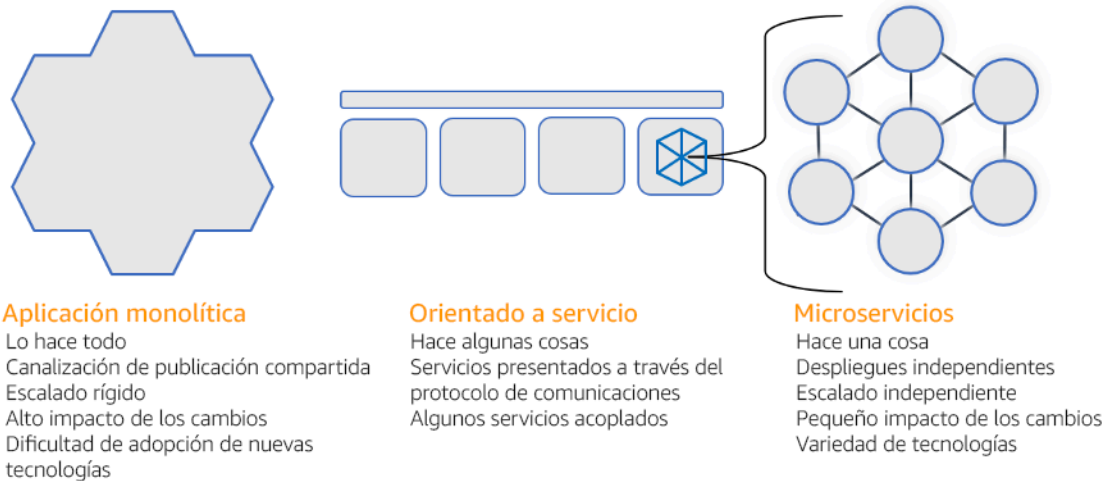 Aplicación monolítica
Lo hace todo
Canalización de publicación compartida
Escalado rígido
Alto impacto de los cambios
Dificultad de adopción de nuevas
tecnologías
Orientado a servicio
Hace algunas cosas
Servicios presentados a través del
protocolo de comunicaciones
Algunos servicios acoplados
Microservicios
Hace una cosa
Despliegues independientes
Escalado independiente
Pequeño impacto de los cambios
Variedad de tecnologías